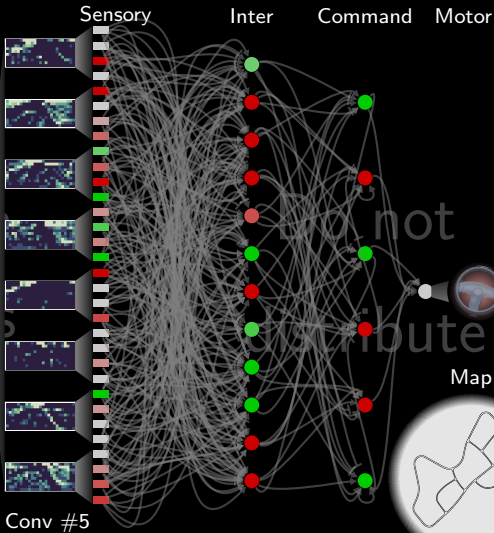 Sensory Inter Command Motor
Do not
distribute
Map
Conv #5